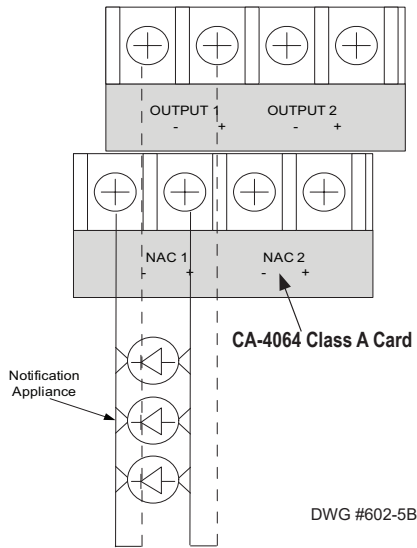 OUTPUT 1 OUTPUT 2
- + - +
NAC 1 NAC 2
- + - +
CA-4064 Class A Card
Notification
Appliance
DWG #602-5B